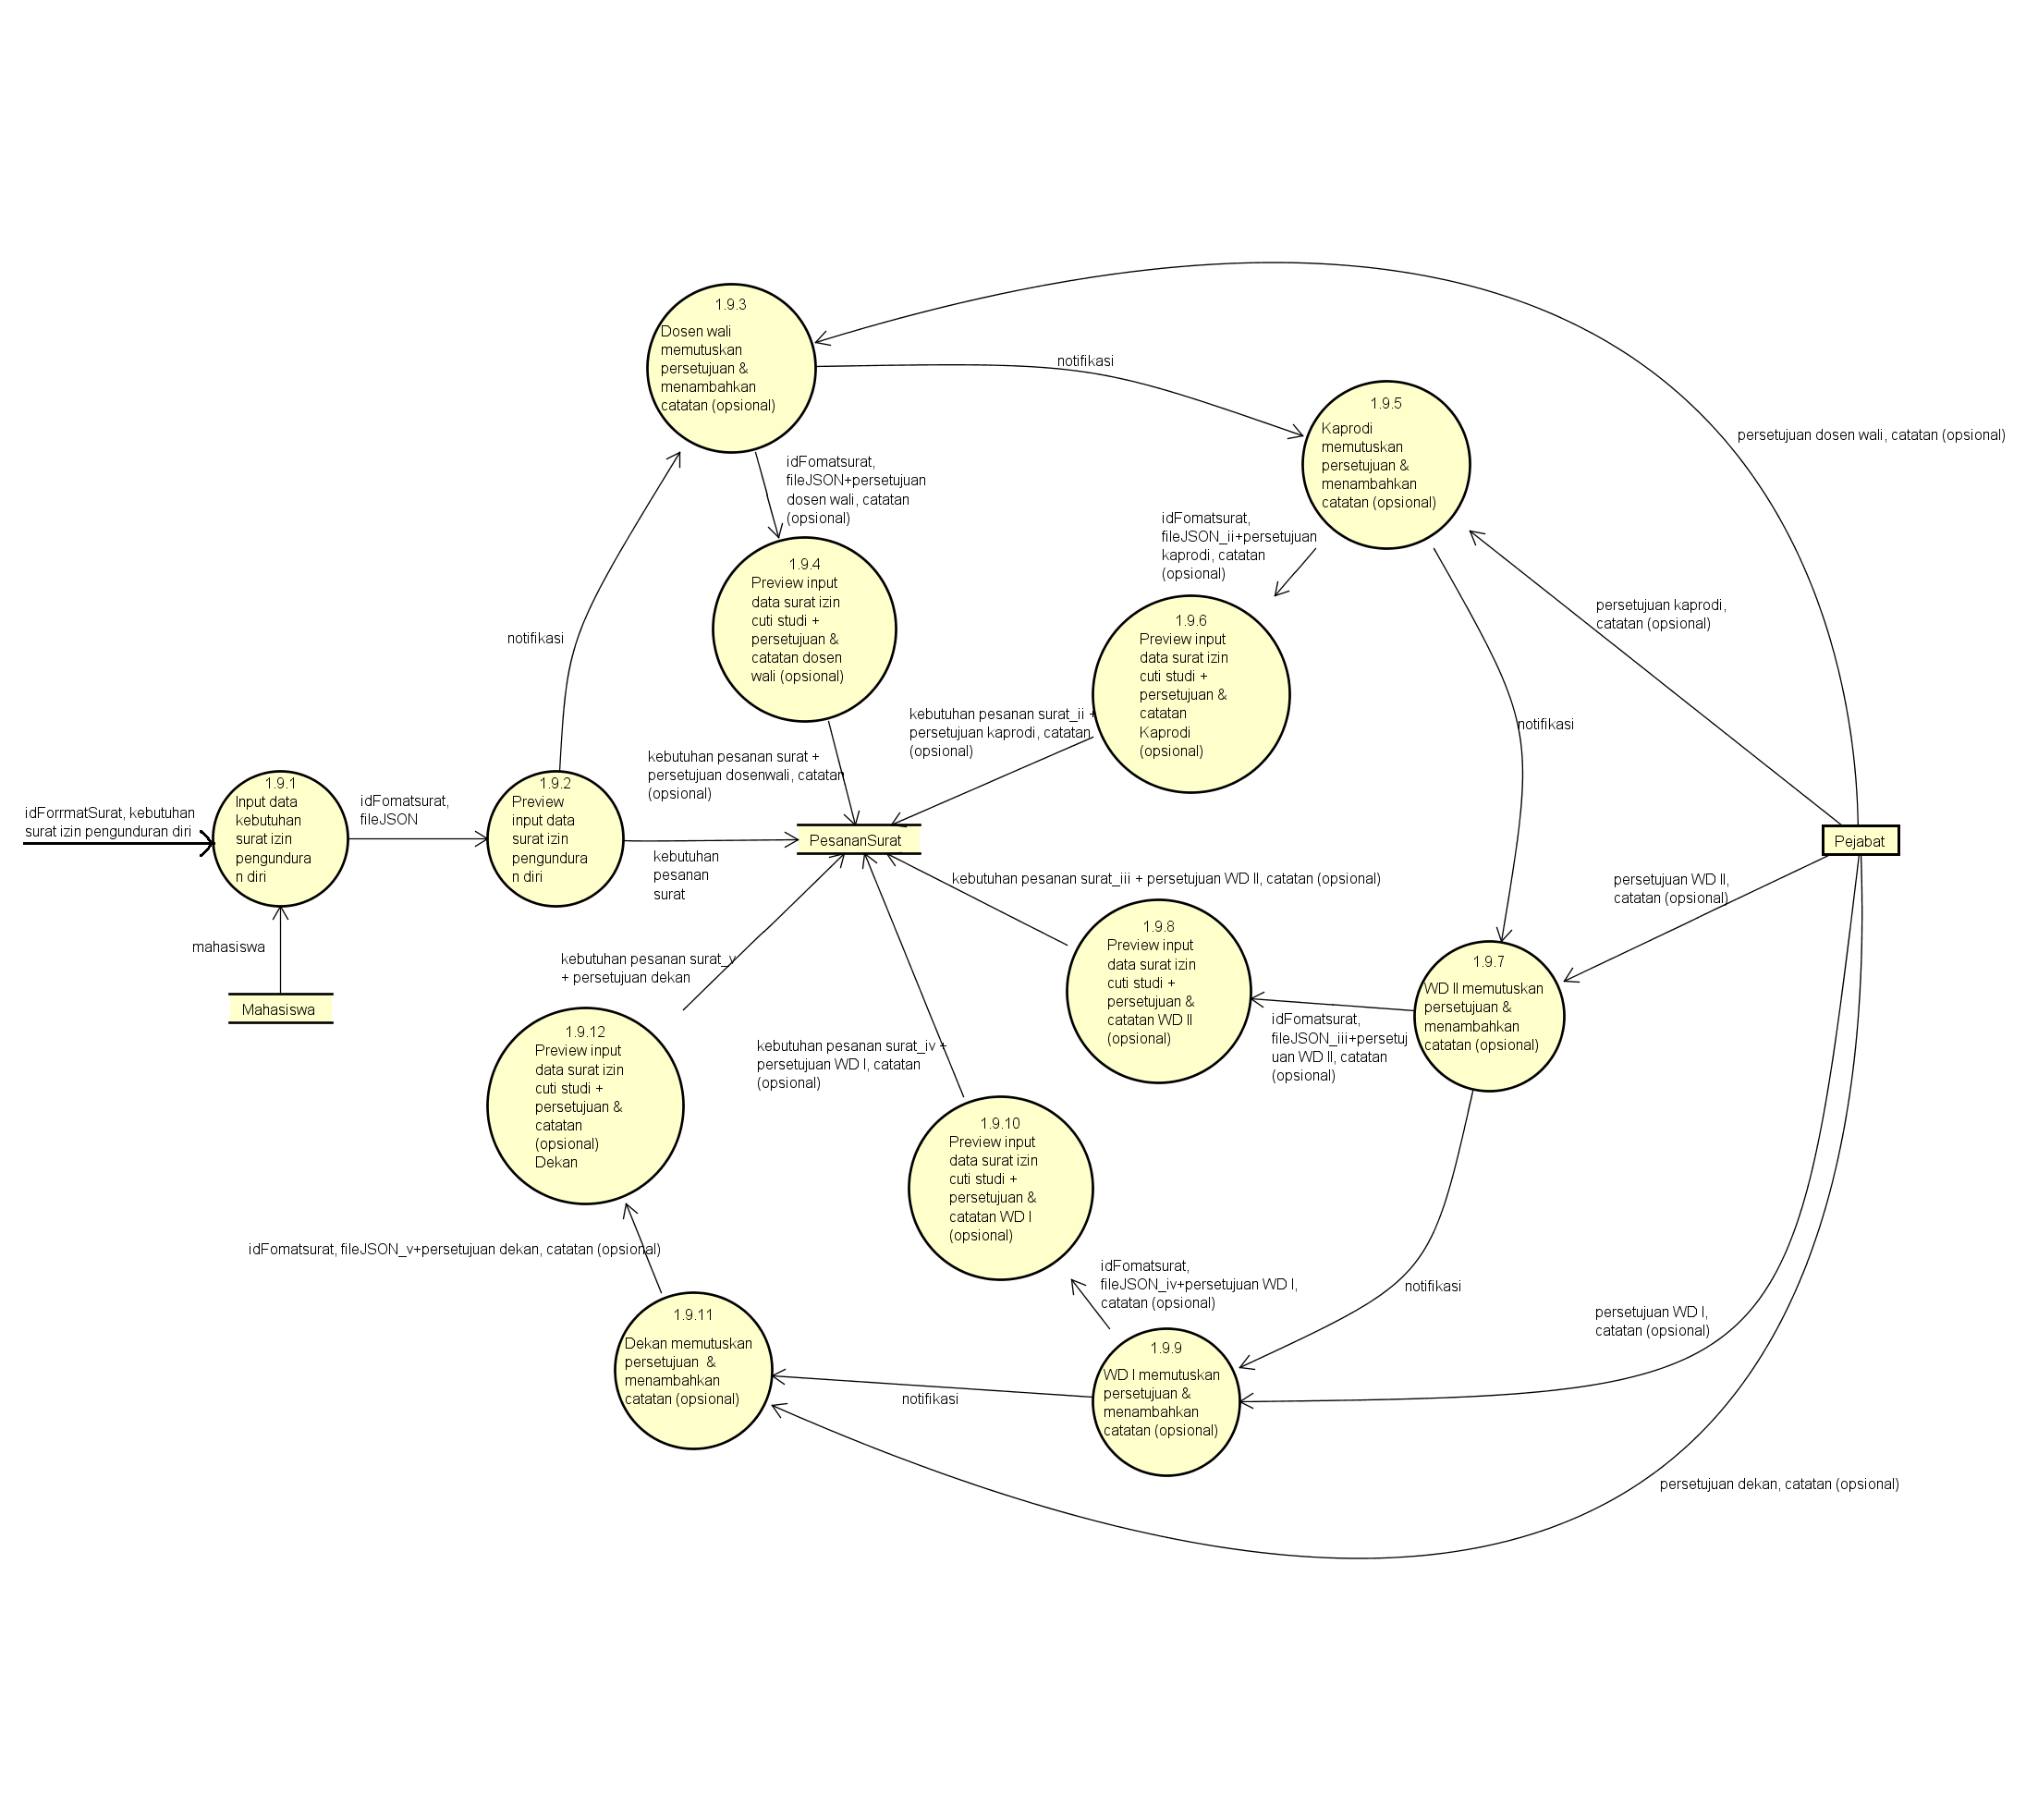 1.9.3
Dosen wali
memutuskan
persetujuan &
menambahkan
catatan (opsional)
notifikasi
1.9.5
Kaprodi
memutuskan
persetujuan &
menambahkan
catatan (opsional)
persetujuan dosen wali, catatan (opsional)
idFomatsurat,
fileJSON+persetujuan
dosen wali, catatan
(opsional)
idFomatsurat,
fileJSON_ii+persetujuan
kaprodi, catatan
(opsional)
1.9.4
Preview input
data surat izin
cuti studi +
persetujuan &
catatan dosen
wali (opsional)
1.9.6
Preview input
data surat izin
cuti studi +
persetujuan &
catatan
Kaprodi
(opsional)
persetujuan kaprodi,
catatan (opsional)
notifikasi
notifikasi
kebutuhan pesanan surat_ii +
persetujuan kaprodi, catatan
(opsional)
kebutuhan pesanan surat +
persetujuan dosenwali, catatan
(opsional)
idForrmatSurat, kebutuhan
surat izin pengunduran diri
1.9.1
Input data
kebutuhan
surat izin
pengundura
n diri
idFomatsurat,
fileJSON
1.9.2
Preview
input data
surat izin
pengundura
n diri
kebutuhan
pesanan
surat
PesananSurat
Pejabat
kebutuhan pesanan surat_iii + persetujuan WD II, catatan (opsional)
persetujuan WD II,
catatan (opsional)
mahasiswa
Mahasiswa
kebutuhan pesanan surat_v
+ persetujuan dekan
1.9.8
Preview input
data surat izin
cuti studi +
persetujuan &
catatan WD II
(opsional)
1.9.7
WD II memutuskan
persetujuan &
menambahkan
catatan (opsional)
idFomatsurat,
fileJSON_iii+persetuj
uan WD II, catatan
(opsional)
1.9.12
Preview input
data surat izin
cuti studi +
persetujuan &
catatan
(opsional)
Dekan
kebutuhan pesanan surat_iv +
persetujuan WD I, catatan
(opsional)
1.9.10
Preview input
data surat izin
cuti studi +
persetujuan &
catatan WD I
(opsional)
idFomatsurat, fileJSON_v+persetujuan dekan, catatan (opsional)
idFomatsurat,
fileJSON_iv+persetujuan WD I,
catatan (opsional)
notifikasi
persetujuan WD I,
catatan (opsional)
1.9.11
Dekan memutuskan
persetujuan &
menambahkan
catatan (opsional)
notifikasi
1.9.9
WD I memutuskan
persetujuan &
menambahkan
catatan (opsional)
persetujuan dekan, catatan (opsional)